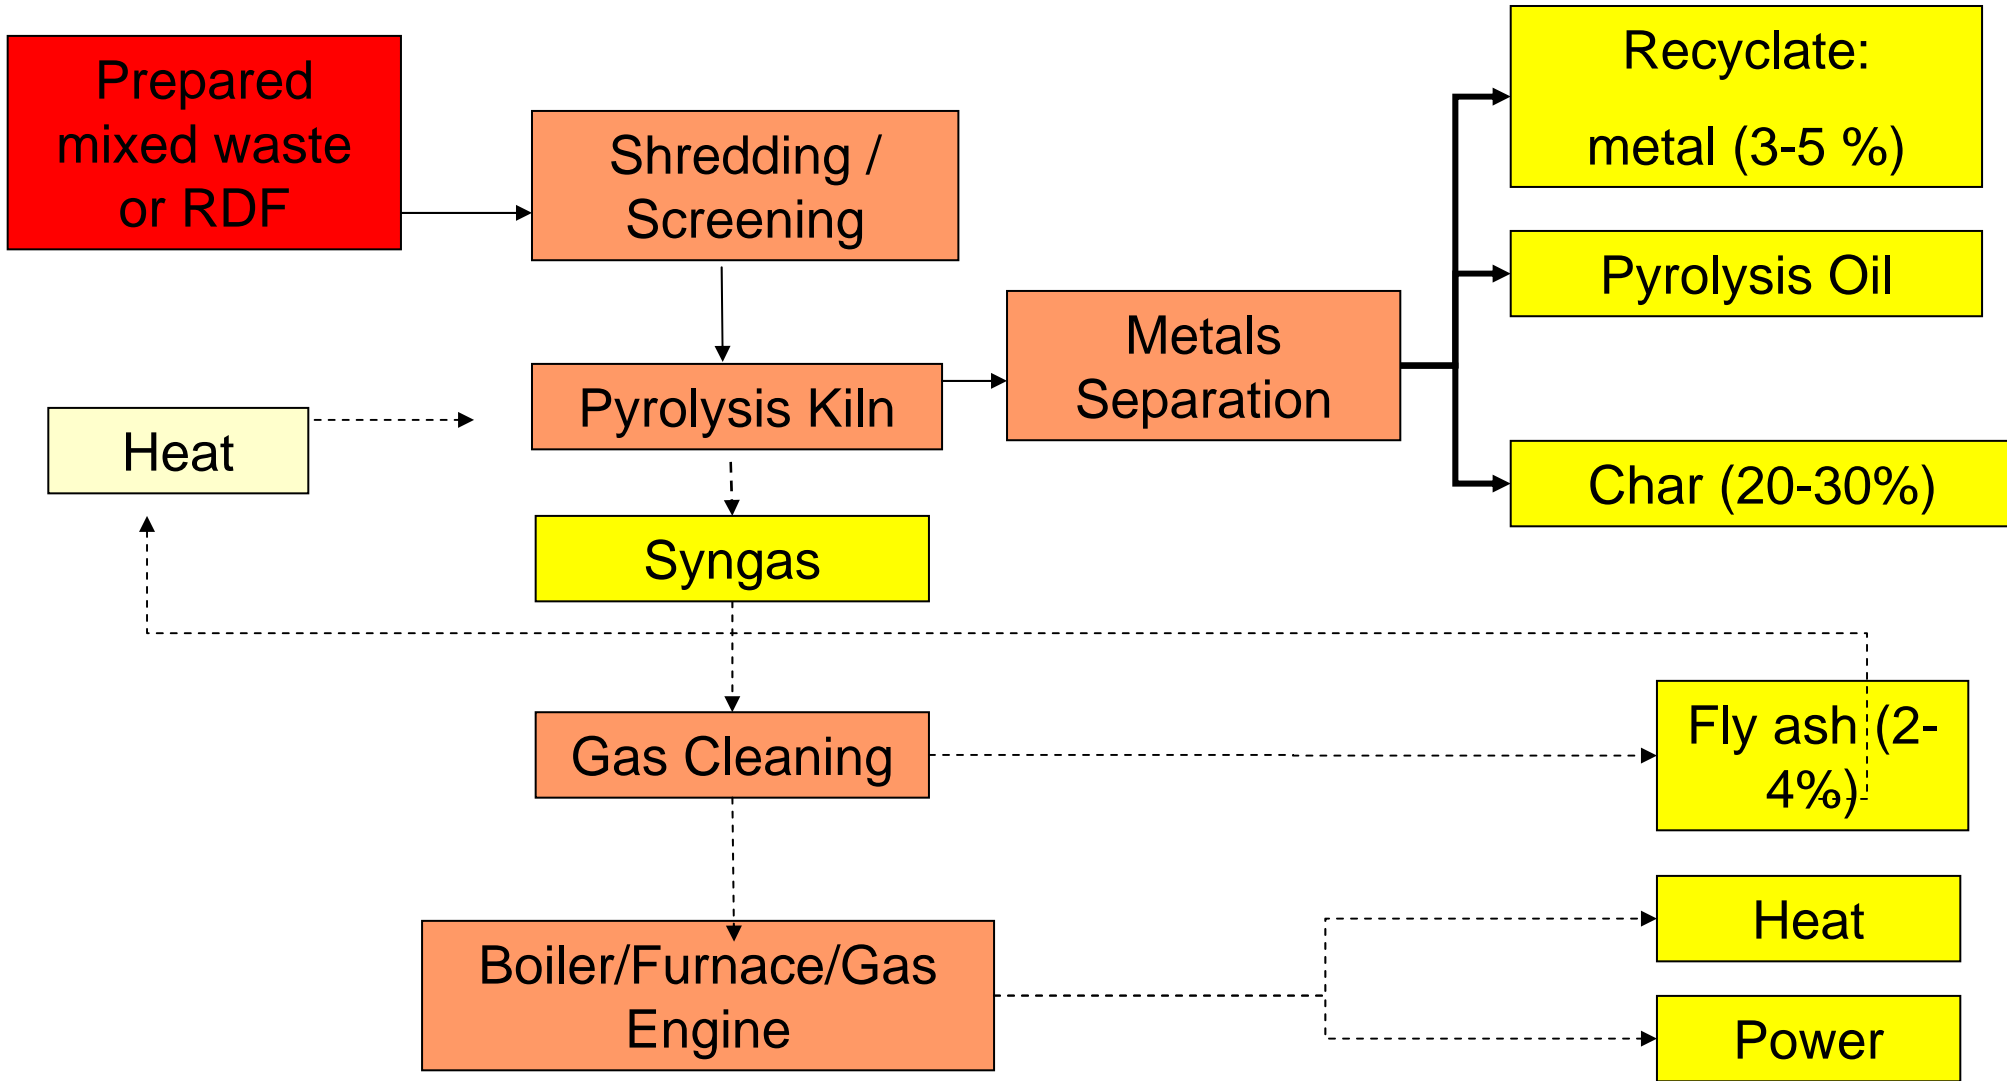 Prepared
mixed waste
or RDF
Shredding /
Screening
Recyclate:
metal (3-5 %)
Pyrolysis Oil
Metals
Separation
Pyrolysis Kiln
Heat
Char (20-30%)
Syngas
Gas Cleaning
Fly ash (2-
4%)
Boiler/Furnace/Gas
Engine
Heat
Power